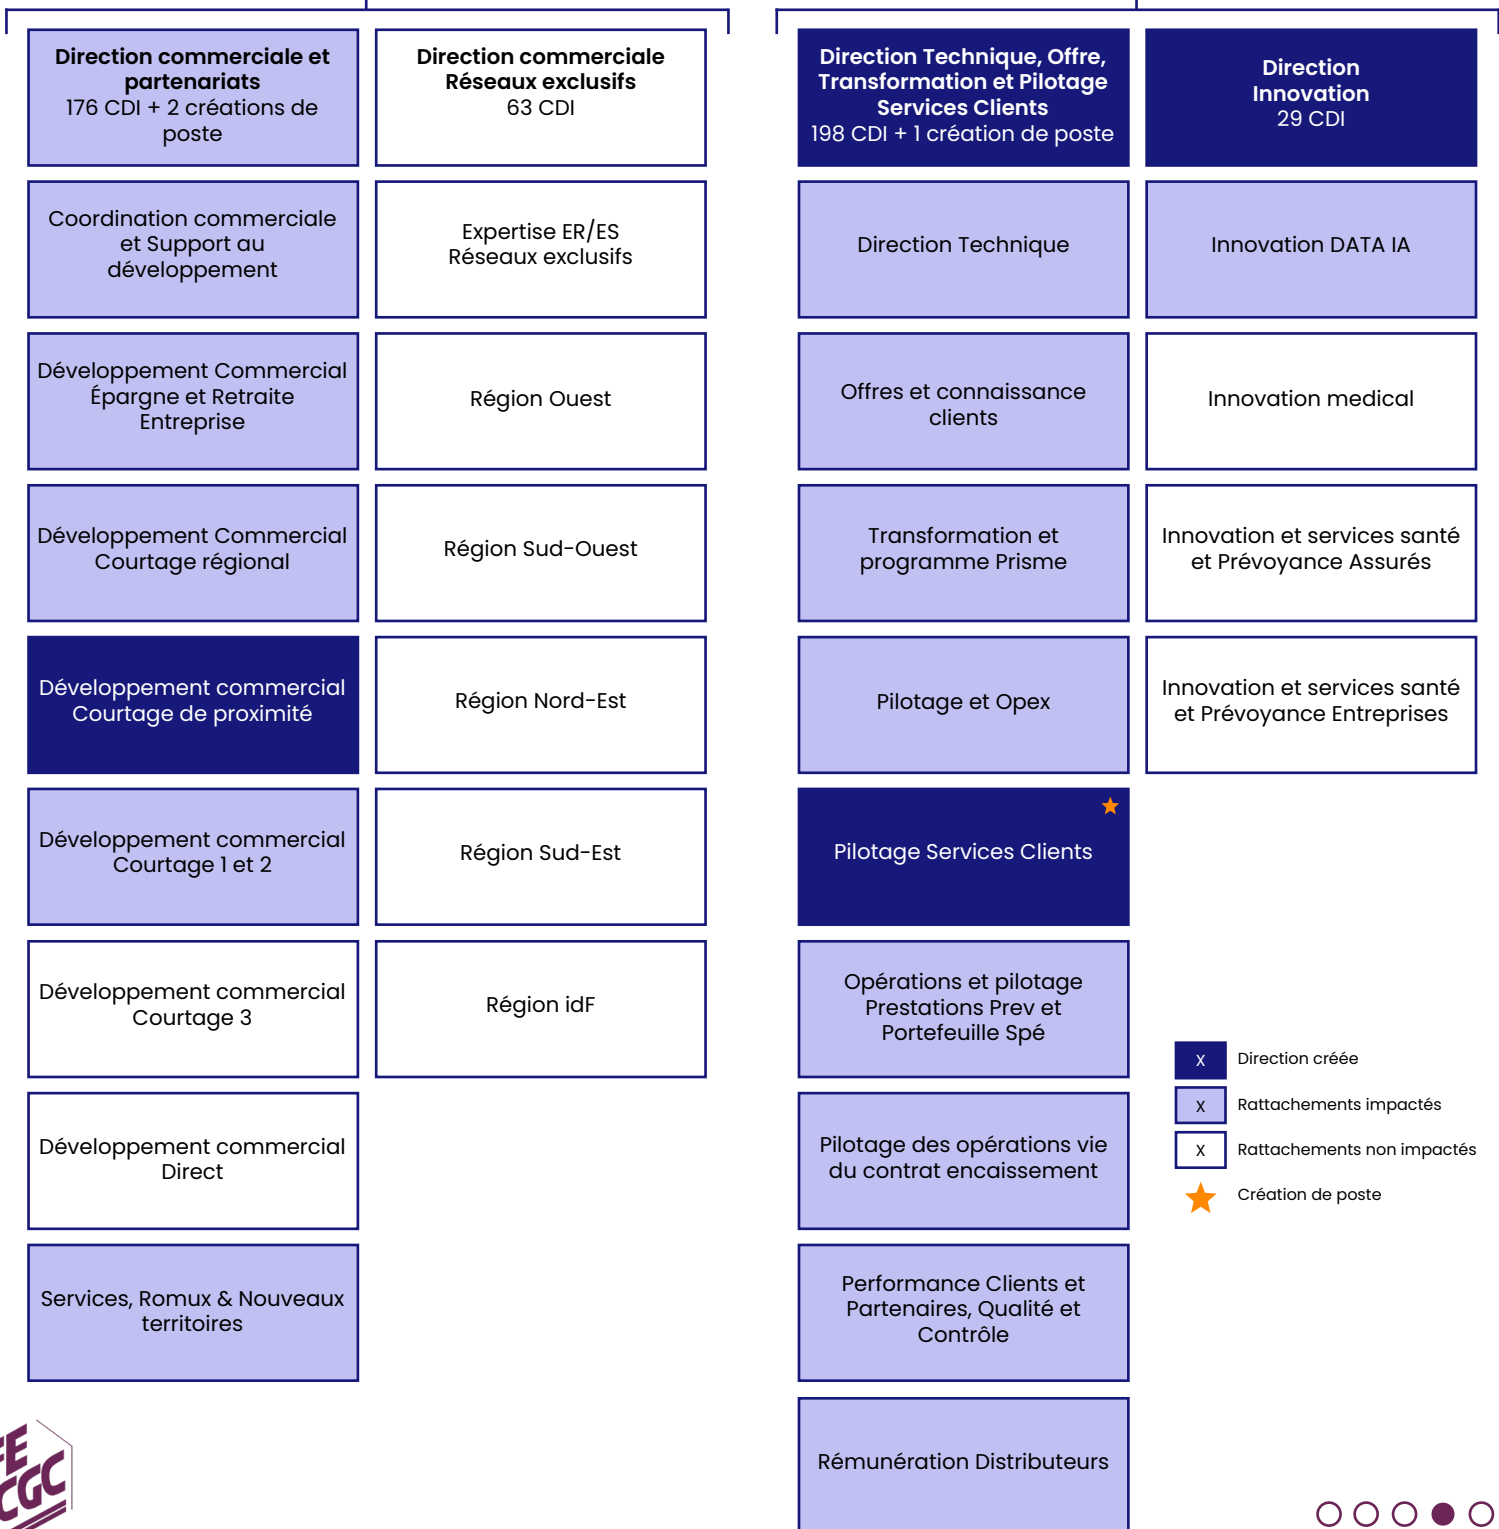 Direction commerciale et
partenariats
176 CDI + 2 créations de
poste
Coordination commerciale
et Support au
développement
Développement Commercial
Épargne et Retraite
Entreprise
Développement Commercial
Courtage régional
Développement commercial
Courtage de proximité
Développement commercial
Courtage 1 et 2
Développement commercial
Courtage 3
Développement commercial
Direct
Services, Romux & Nouveaux
territoires
Direction commerciale
Réseaux exclusifs
63 CDI
Expertise ER/ES
Réseaux exclusifs
Région Ouest
Région Sud-Ouest
Région Nord-Est
Région Sud-Est
Région idF
Direction Technique, Offre,
Transformation et Pilotage
Services Clients
198 CDI + 1 création de poste
Direction Technique
Offres et connaissance
clients
Transformation et
programme Prisme
Pilotage et Opex
Pilotage Services Clients
Opérations et pilotage
Prestations Prev et
Portefeuille Spé
Pilotage des opérations vie
du contrat encaissement
Performance Clients et
Partenaires, Qualité et
Contrôle
Rémunération Distributeurs
Direction
Innovation
29 CDI
Innovation DATA IA
Innovation medical
Innovation et services santé
et Prévoyance Assurés
Innovation et services santé
et Prévoyance Entreprises
X Direction créée
X Rattachements impactés
X Rattachements non impactés
Création de poste
FE
CGC